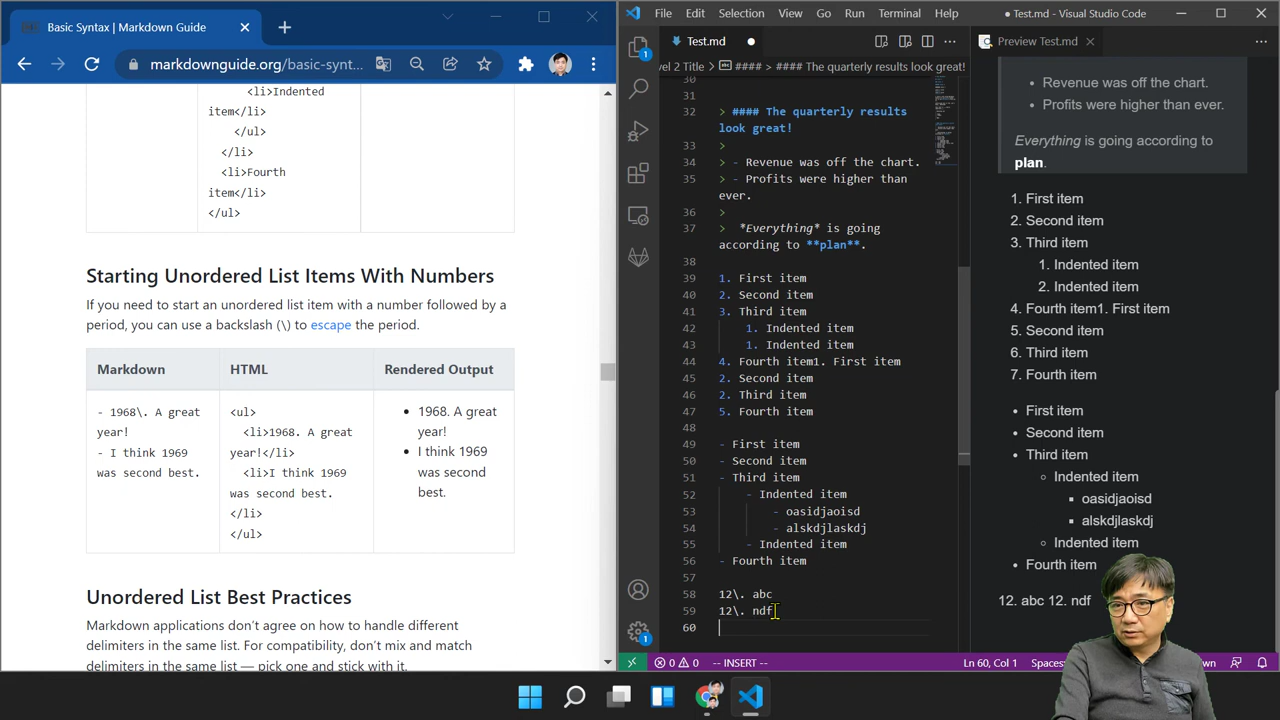 Basic Syntax | Markdown Guide
markdownguide.org/basic-synt...
<li>Indented
item</li>
</ul>
</li>
<li>Fourth
item</li>
</ul>
Starting Unordered List Items With Numbers
If you need to start an unordered list item with a number followed by a
period, you can use a backslash (\) to escape the period.
Markdown HTML Rendered Output
- 1968\. A great
year!
- I think 1969
was second best.
<ul>
<li>1968. A great
year!</li>
<li>I think 1969
was second best.
</li>
</ul>
1968. A great
year!
I think 1969
was second
best.
Unordered List Best Practices
Markdown applications don't agree on how to handle different
delimiters in the same list. For compatibility, don't mix and match
delimiters in the same list — pick one and stick with it.
File Edit Selection View Go Run Terminal Help ● Test.md - Visual Studio Code
Test.md
vel 2 Title > #### > #### The quarterly results look great!
30
31
32 > #### The quarterly results
look great!
33 >
34 > - Revenue was off the chart.
35 > - Profits were higher than
ever.
36 >
37 > *Everything* is going
according to **plan**.
38
39 1. First item
40 2. Second item
41 3. Third item
42 1. Indented item
43 1. Indented item
44 4. Fourth item1. First item
45 2. Second item
46 2. Third item
47 5. Fourth item
48
49 - First item
50 - Second item
51 - Third item
52 - Indented item
53 - oasidjaoisd
54 - alskdjlaskdj
55 - Indented item
56 - Fourth item
57
58 12\. abc
59 12\. ndf
60
Preview Test.md
Revenue was off the chart.
Profits were higher than ever.
Everything is going according to
plan.
1. First item
2. Second item
3. Third item
1. Indented item
2. Indented item
4. Fourth item1. First item
5. Second item
6. Third item
7. Fourth item
First item
Second item
Third item
Indented item
oasidjaoisd
alskdjlaskdj
Indented item
Fourth item
12. abc 12. ndf
1
1
0 0 -- INSERT -- Ln 60, Col 1 Spaces: own